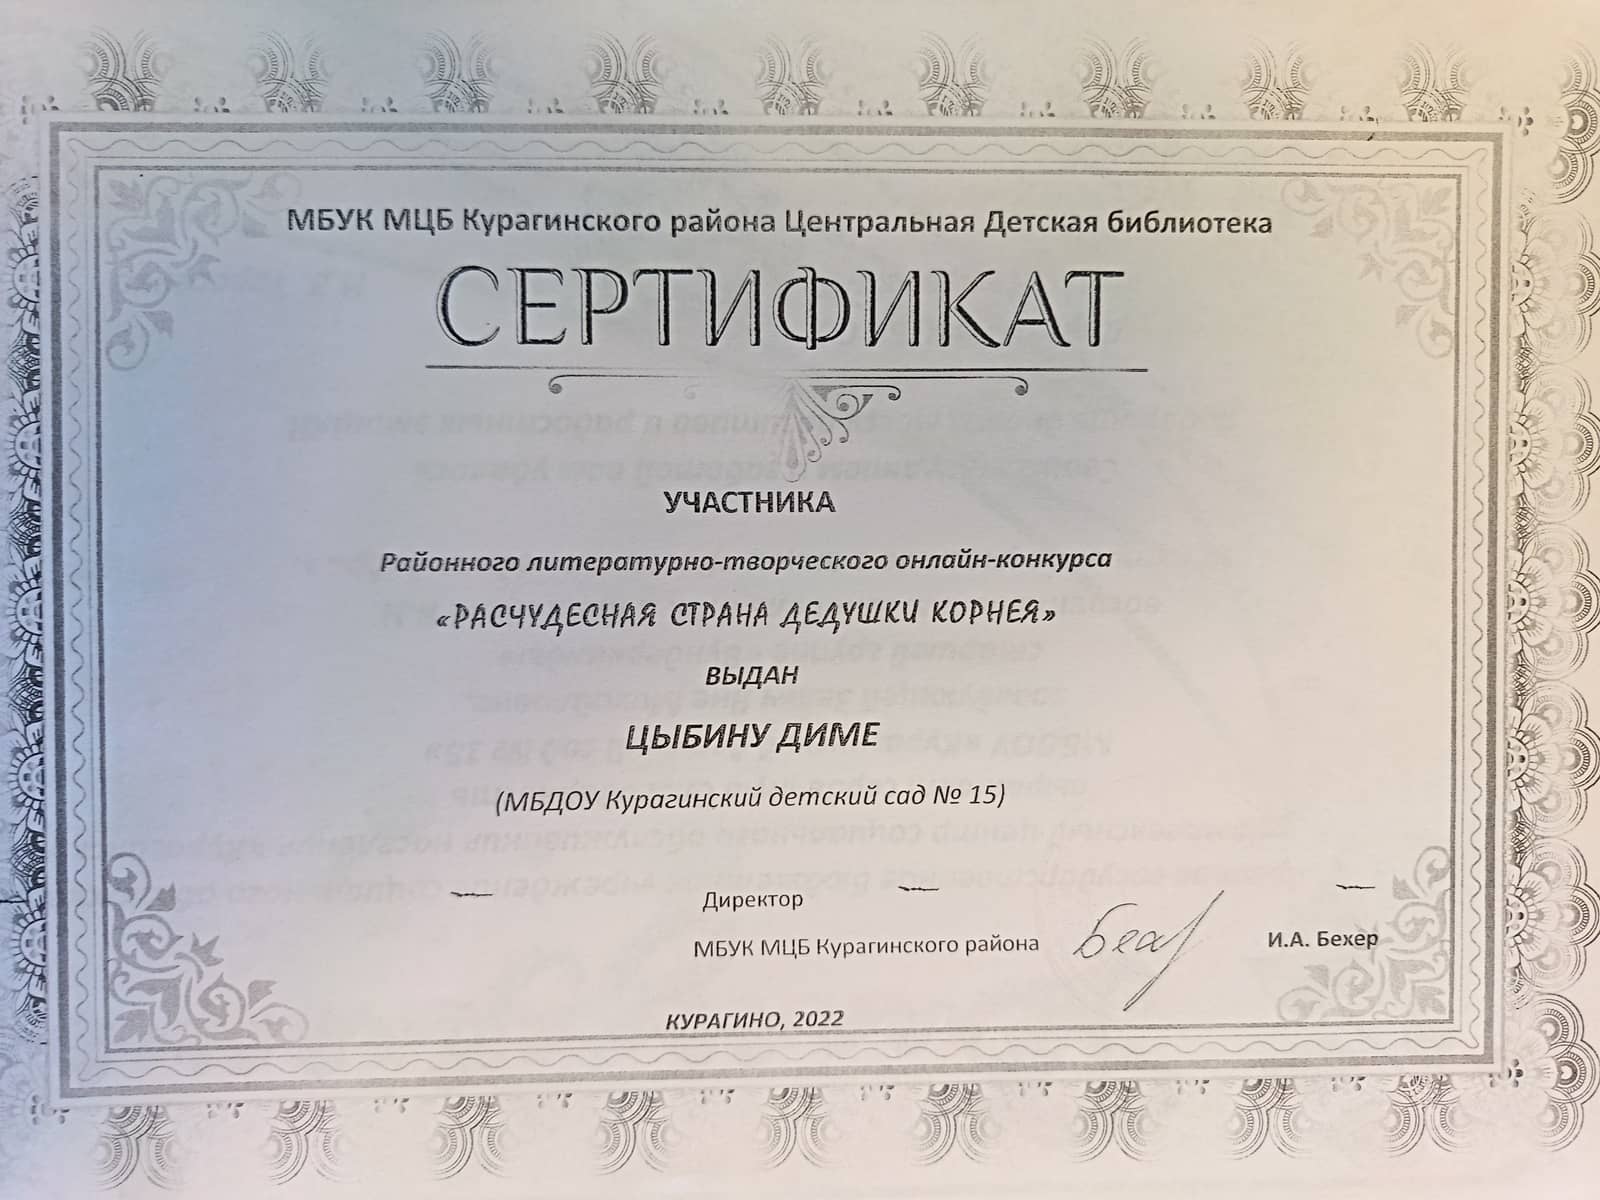 МБУК МЦБ Курагинского района Центральная Детская библиотека
СЕРТИФИКАТ
УЧАСТНИКА
Районного литературно-творческого онлайн-конкурса
«РАСЧУДЕСНАЯ СТРАНА ДЕДУШКИ КОРНЕЯ»
ВЫДАН
ЦЫБИНУ ДИМЕ
(МБДОУ Курагинский детский сад № 15)
Директор
МБУК МЦБ Курагинского района И.А. Бехер
КУРАГИНО, 2022